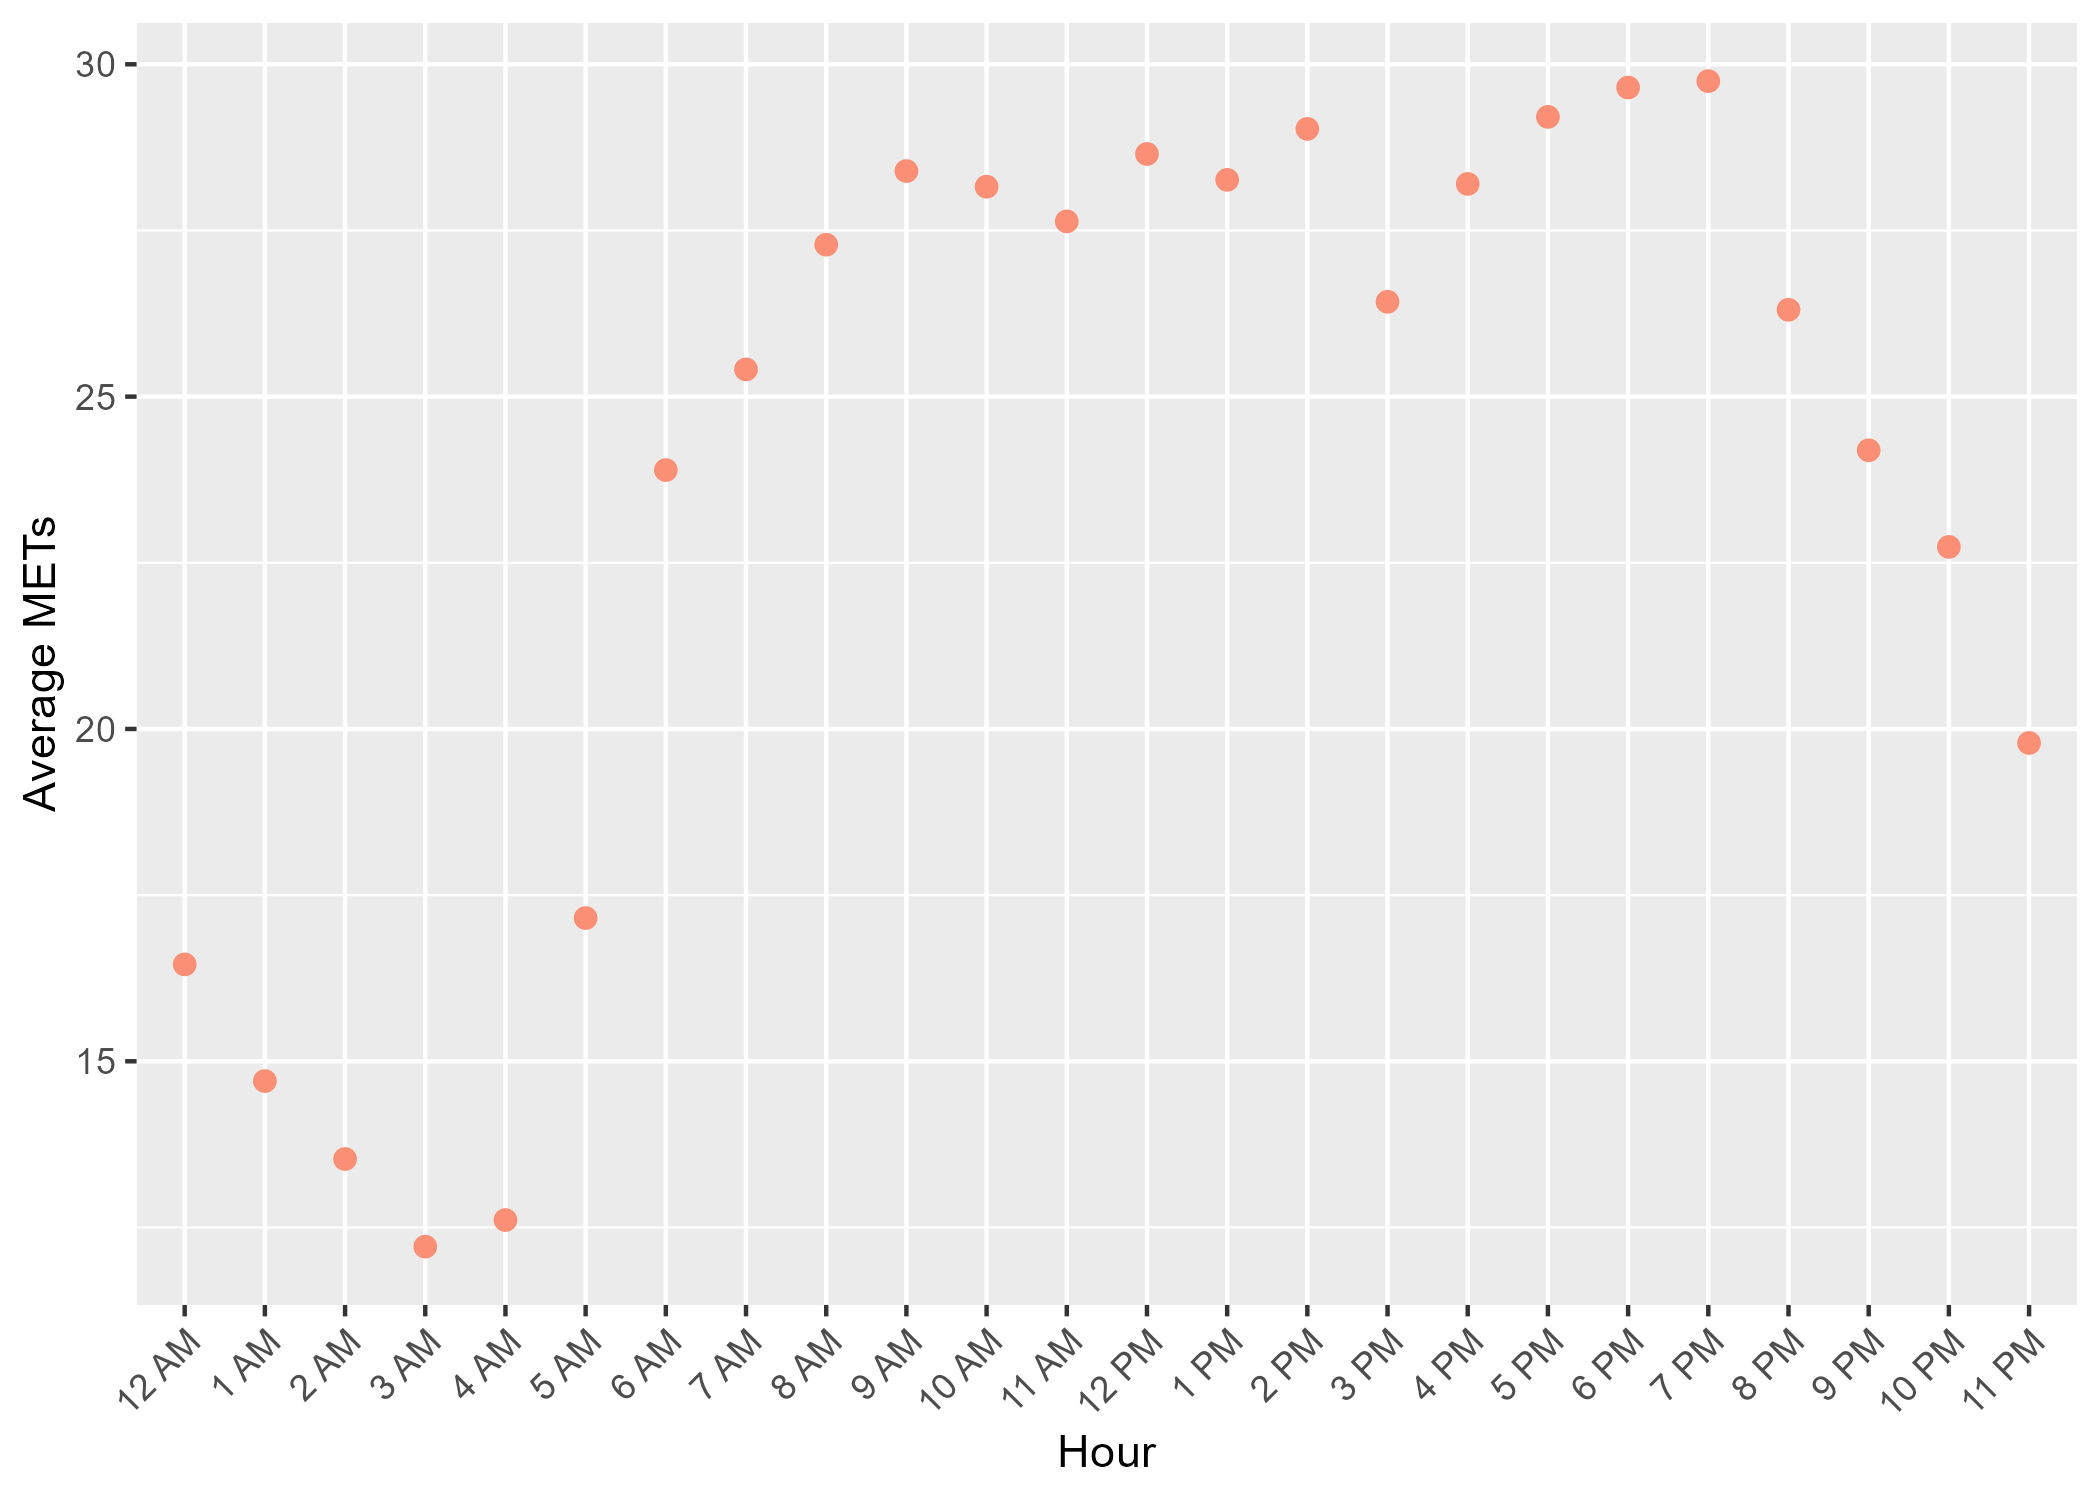 30
25
20
15
Average METs
12 AM
1 AM
2 AM
3 AM
4 AM
5 AM
6 AM
7 AM
8 AM
9 AM
10 AM
11 AM
12 PM
1 PM
2 PM
3 PM
4 PM
5 PM
6 PM
7 PM
8 PM
9 PM
10 PM
11 PM
Hour